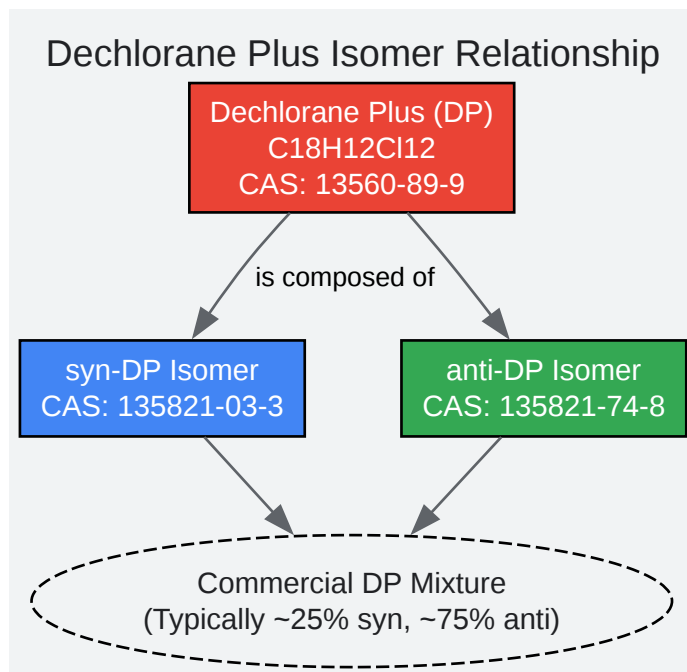 Dechlorane Plus Isomer Relationship
Dechlorane Plus (DP)
C18H12Cl12
CAS: 13560-89-9
is composed of
syn-DP Isomer
CAS: 135821-03-3
anti-DP Isomer
CAS: 135821-74-8
Commercial DP Mixture
(Typically ~25% syn, ~75% anti)